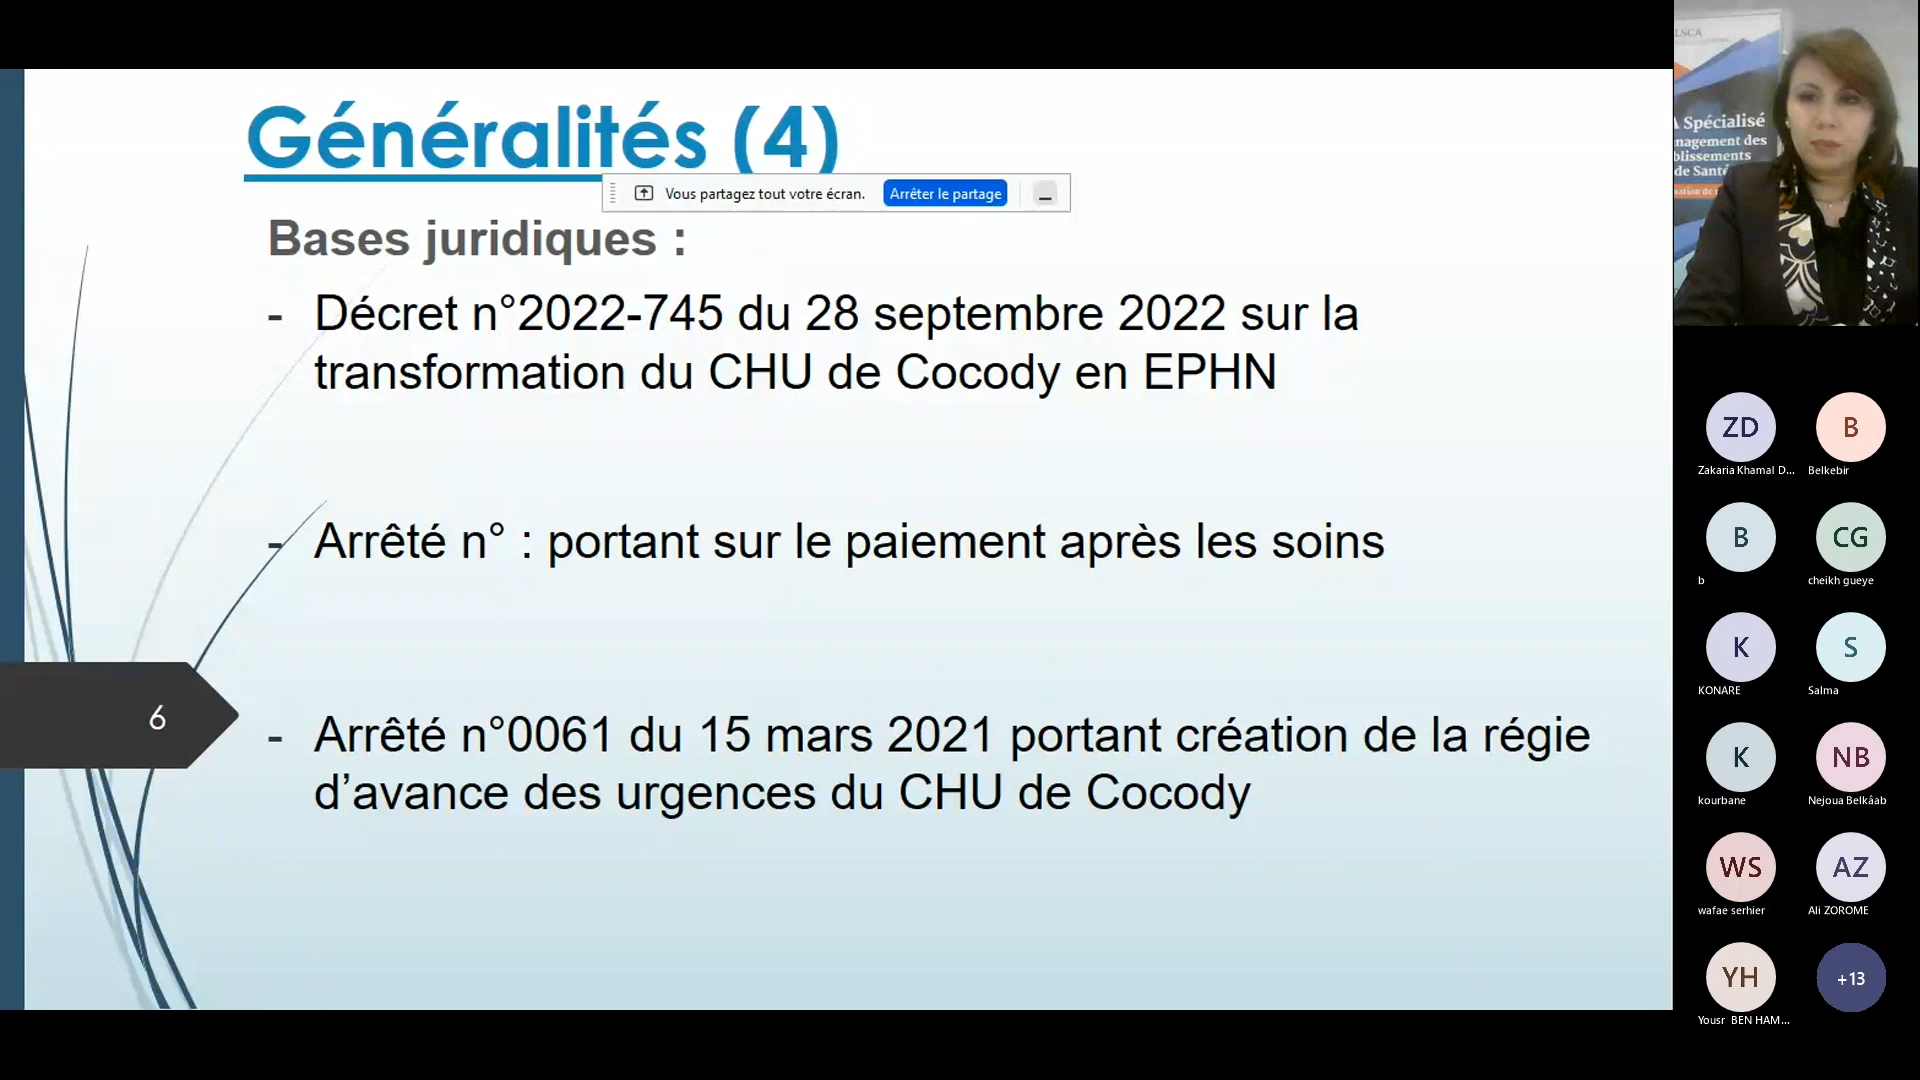 Généralités (4)
Vous partagez tout votre écran.
Arrêter le partage
Bases juridiques :
- Décret n°2022-745 du 28 septembre 2022 sur la
transformation du CHU de Cocody en EPHN
- Arrêté n° : portant sur le paiement après les soins
- Arrêté n°0061 du 15 mars 2021 portant création de la régie
d’avance des urgences du CHU de Cocody
6
LSCA
A Spécialisé
nagement des
blissements
de Santé
ZD
Zakaria Khamal D...
B
Belkebir
B
b
CG
cheikh gueye
K
KONARE
S
Salma
K
kourbane
NB
Nejoua Belkâab
WS
wafae serhier
AZ
Ali ZOROME
YH
Yousr BEN HAM...
+13